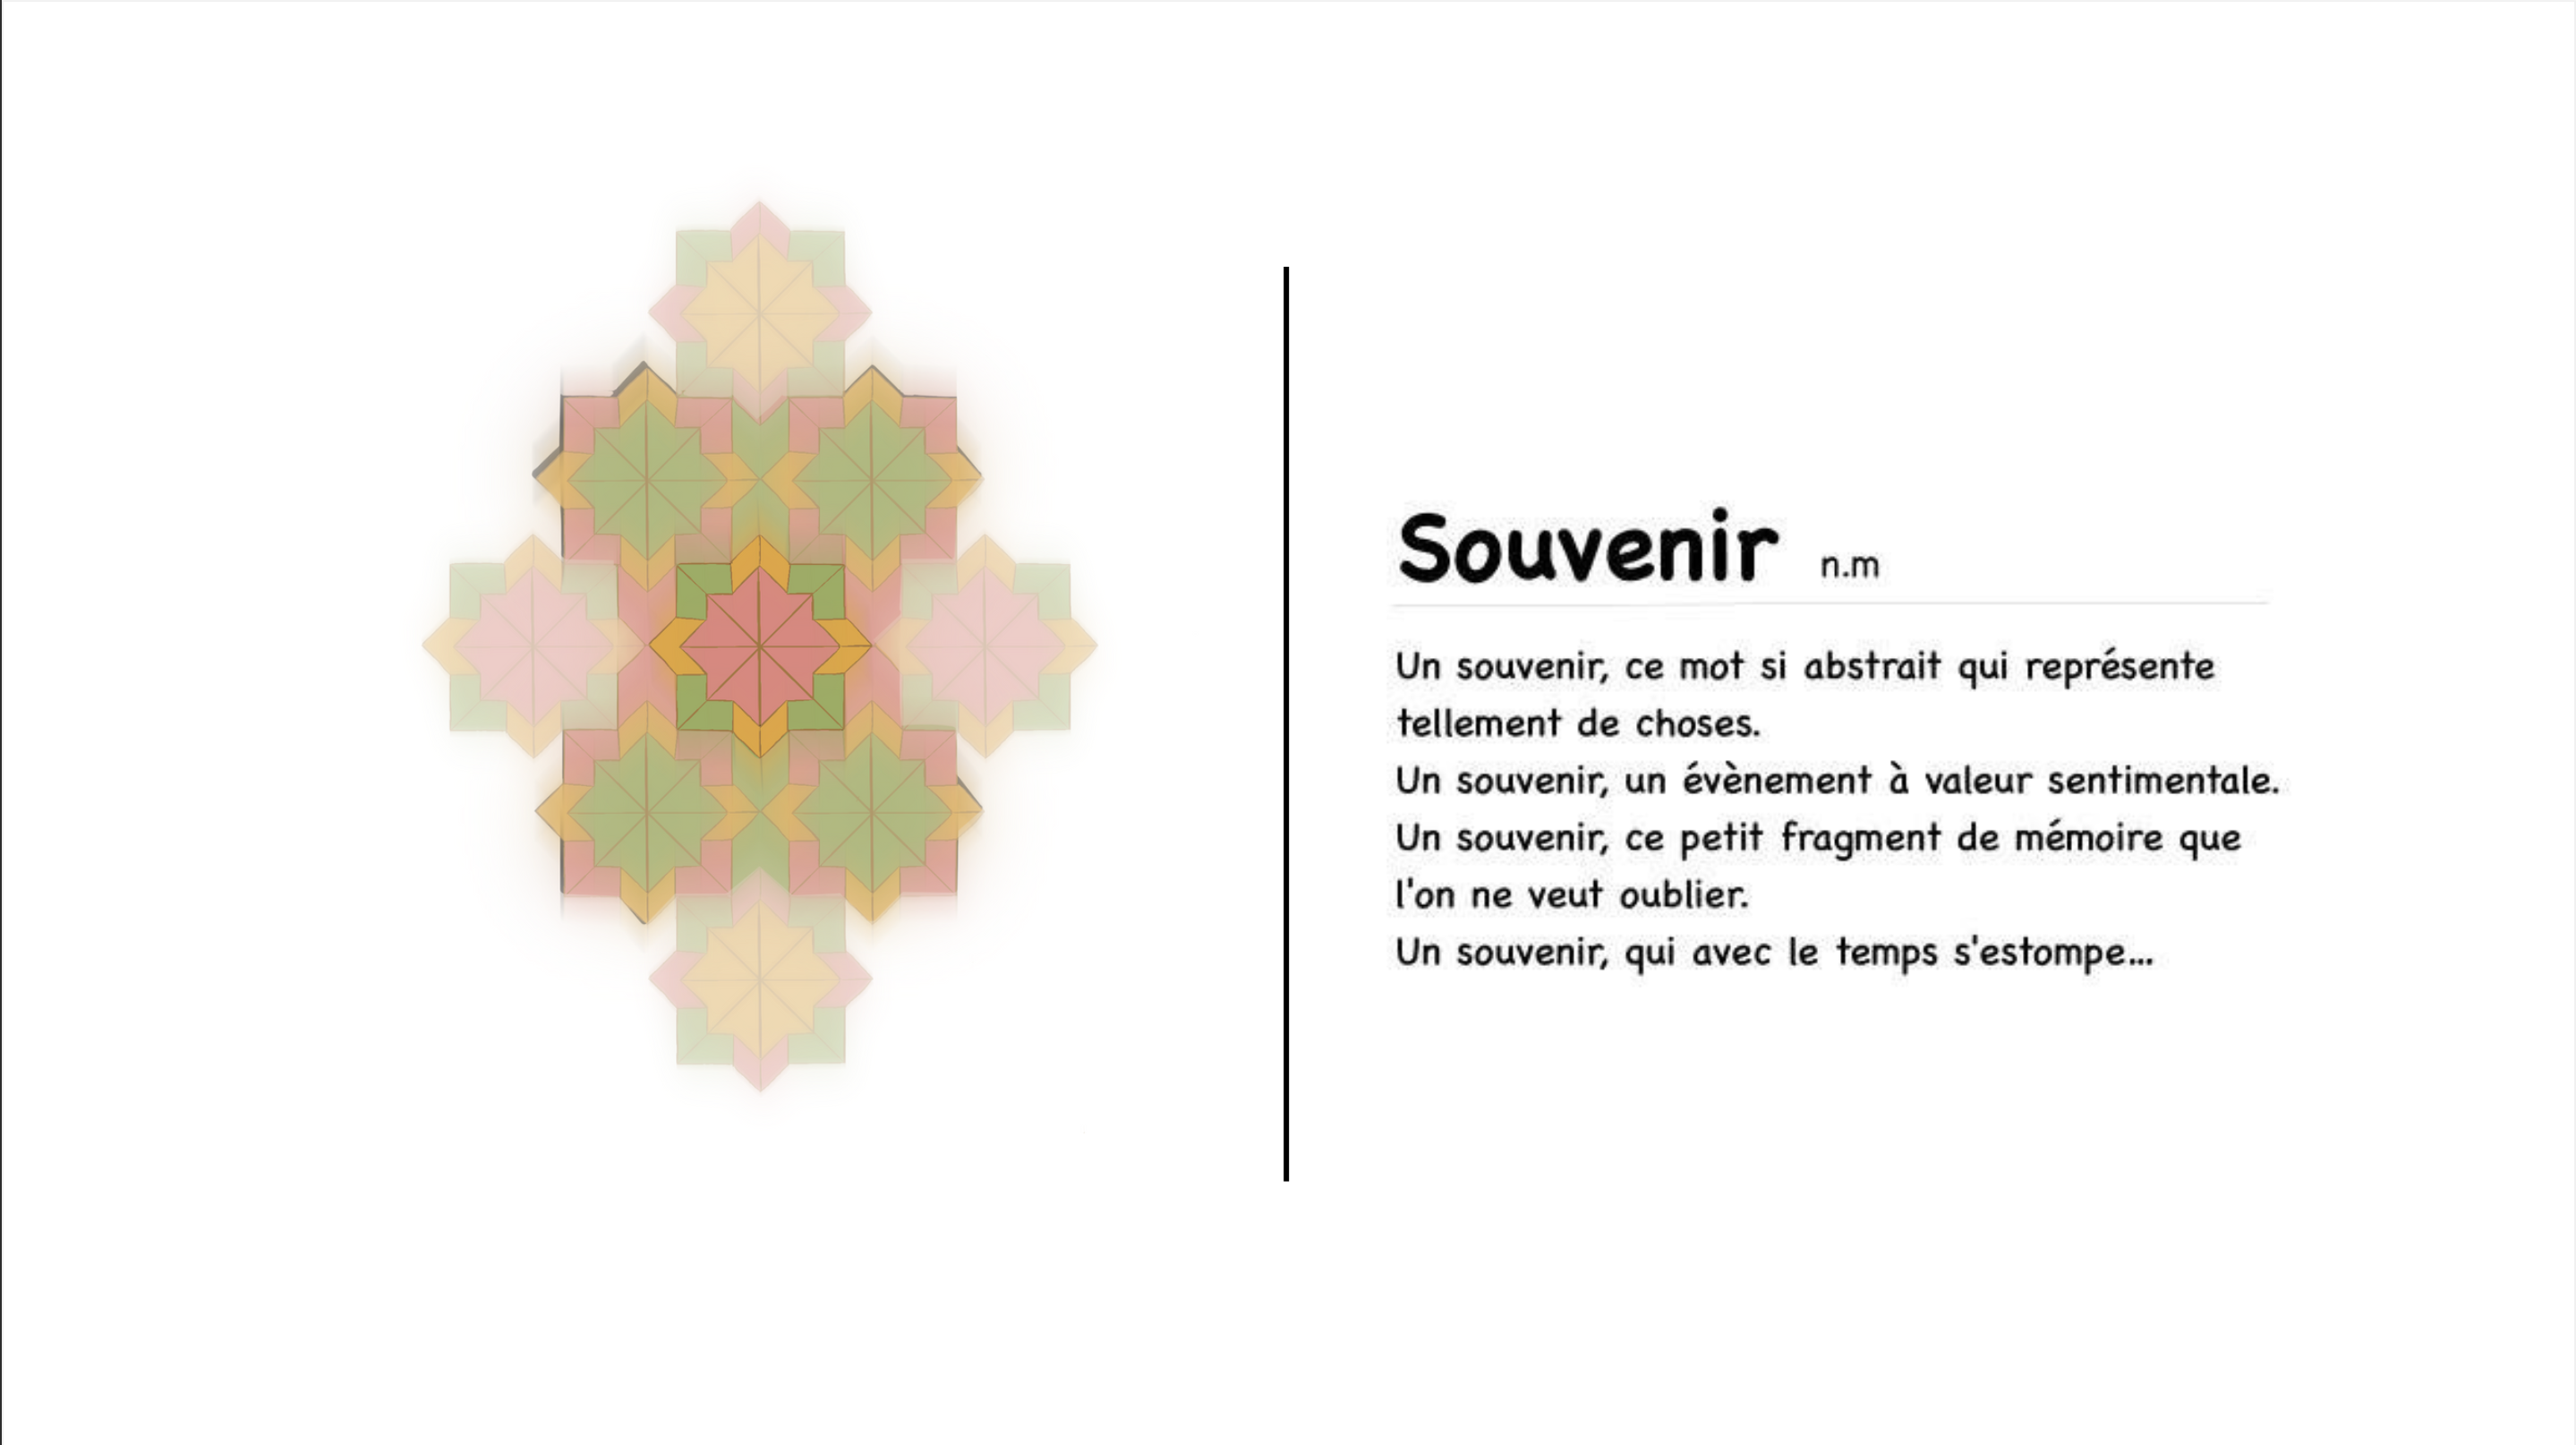 Souvenir n.m
Un souvenir, ce mot si abstrait qui représente
tellement de choses.
Un souvenir, un évènement à valeur sentimentale.
Un souvenir, ce petit fragment de mémoire que
l'on ne veut oublier.
Un souvenir, qui avec le temps s'estompe...